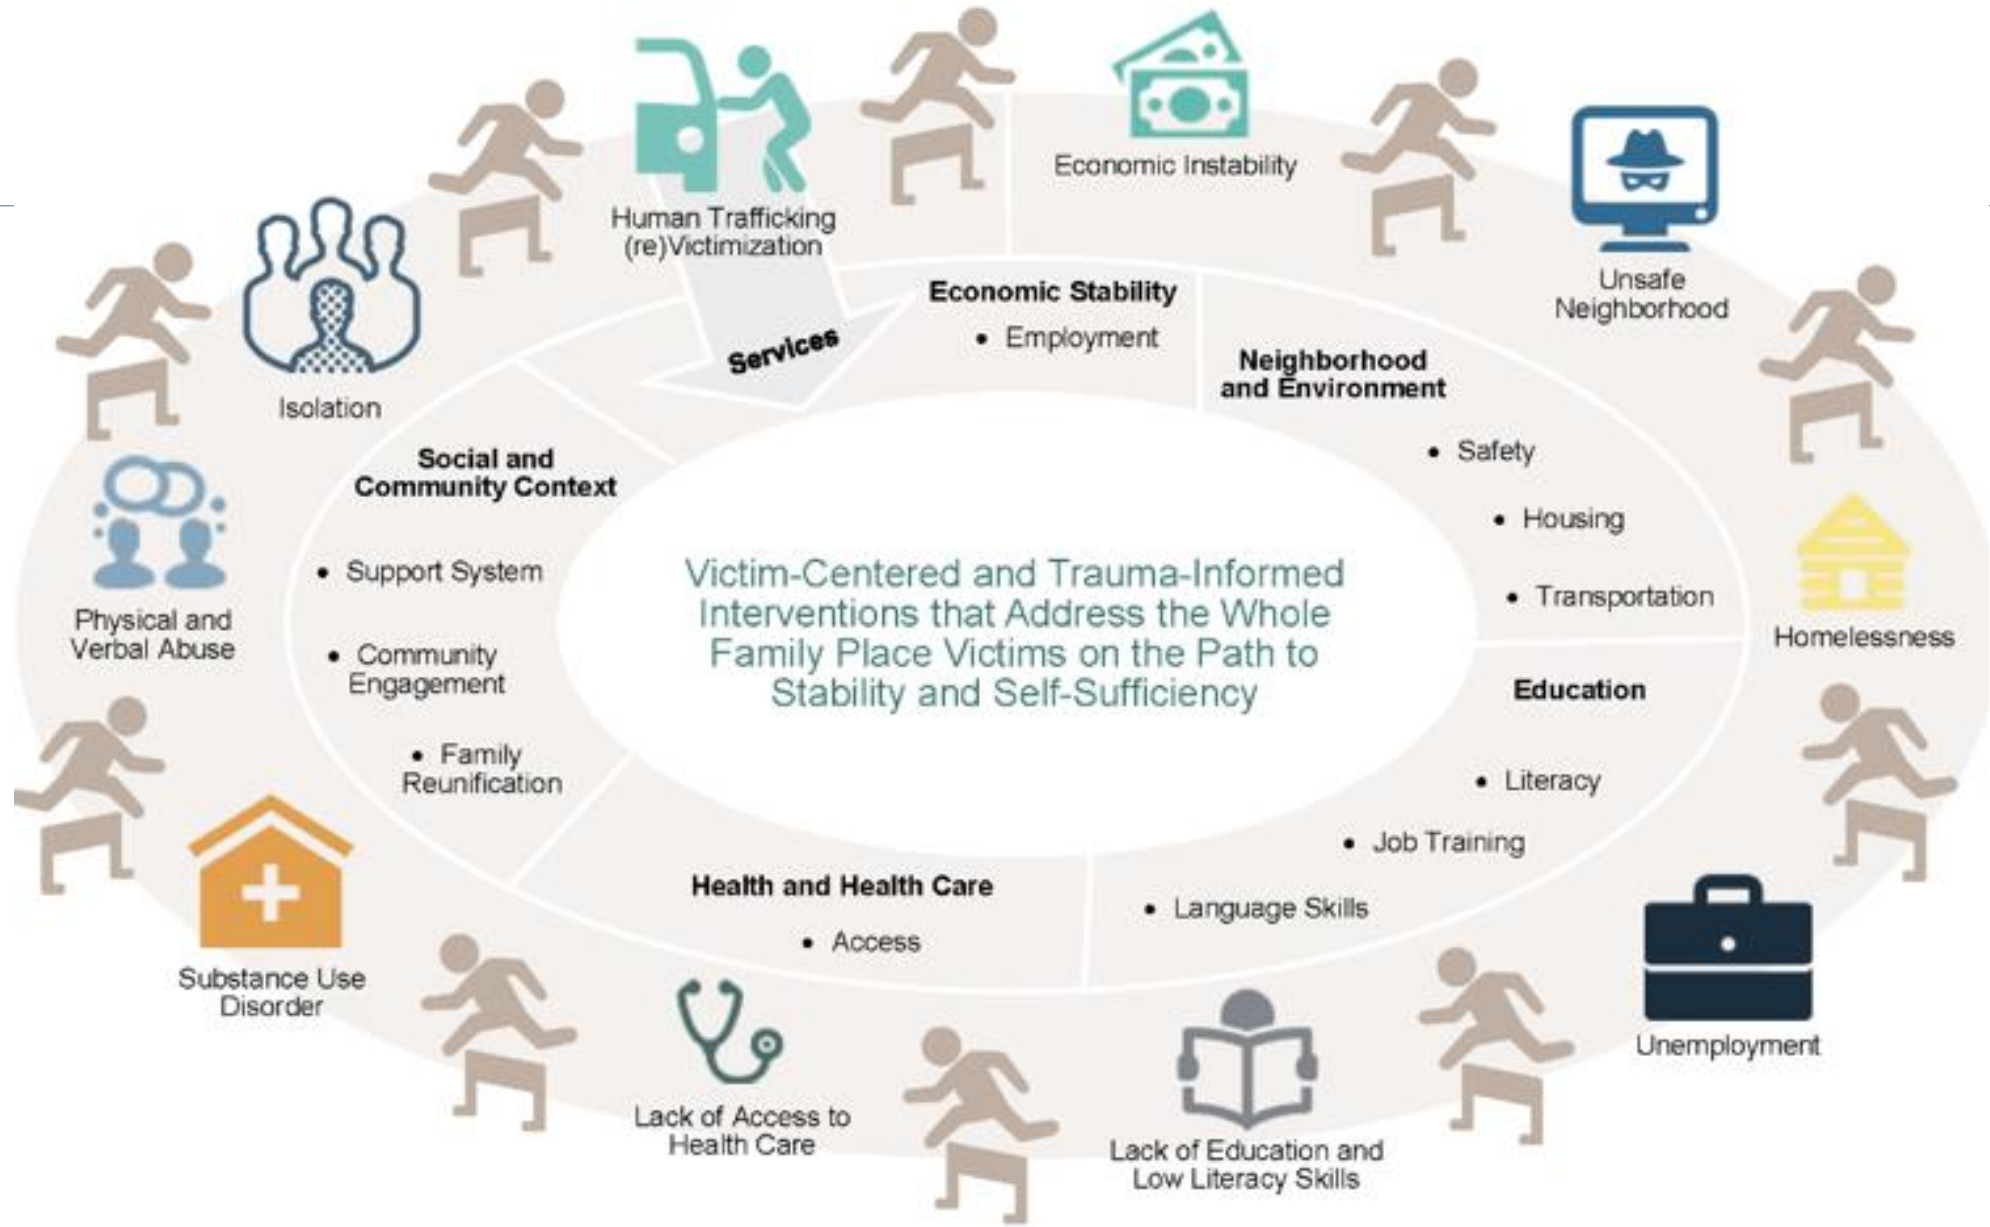 Human Trafficking
(re)Victimization
Economic Instability
Unsafe
Neighborhood
Homelessness
Unemployment
Lack of Education and
Low Literacy Skills
Lack of Access to
Health Care
Substance Use
Disorder
Physical and
Verbal Abuse
Isolation
Services
Economic Stability
• Employment
Neighborhood
and Environment
• Safety
• Housing
• Transportation
Education
• Literacy
• Job Training
• Language Skills
Health and Health Care
• Access
Social and
Community Context
• Support System
• Community
Engagement
• Family
Reunification
Victim-Centered and Trauma-Informed
Interventions that Address the Whole
Family Place Victims on the Path to
Stability and Self-Sufficiency